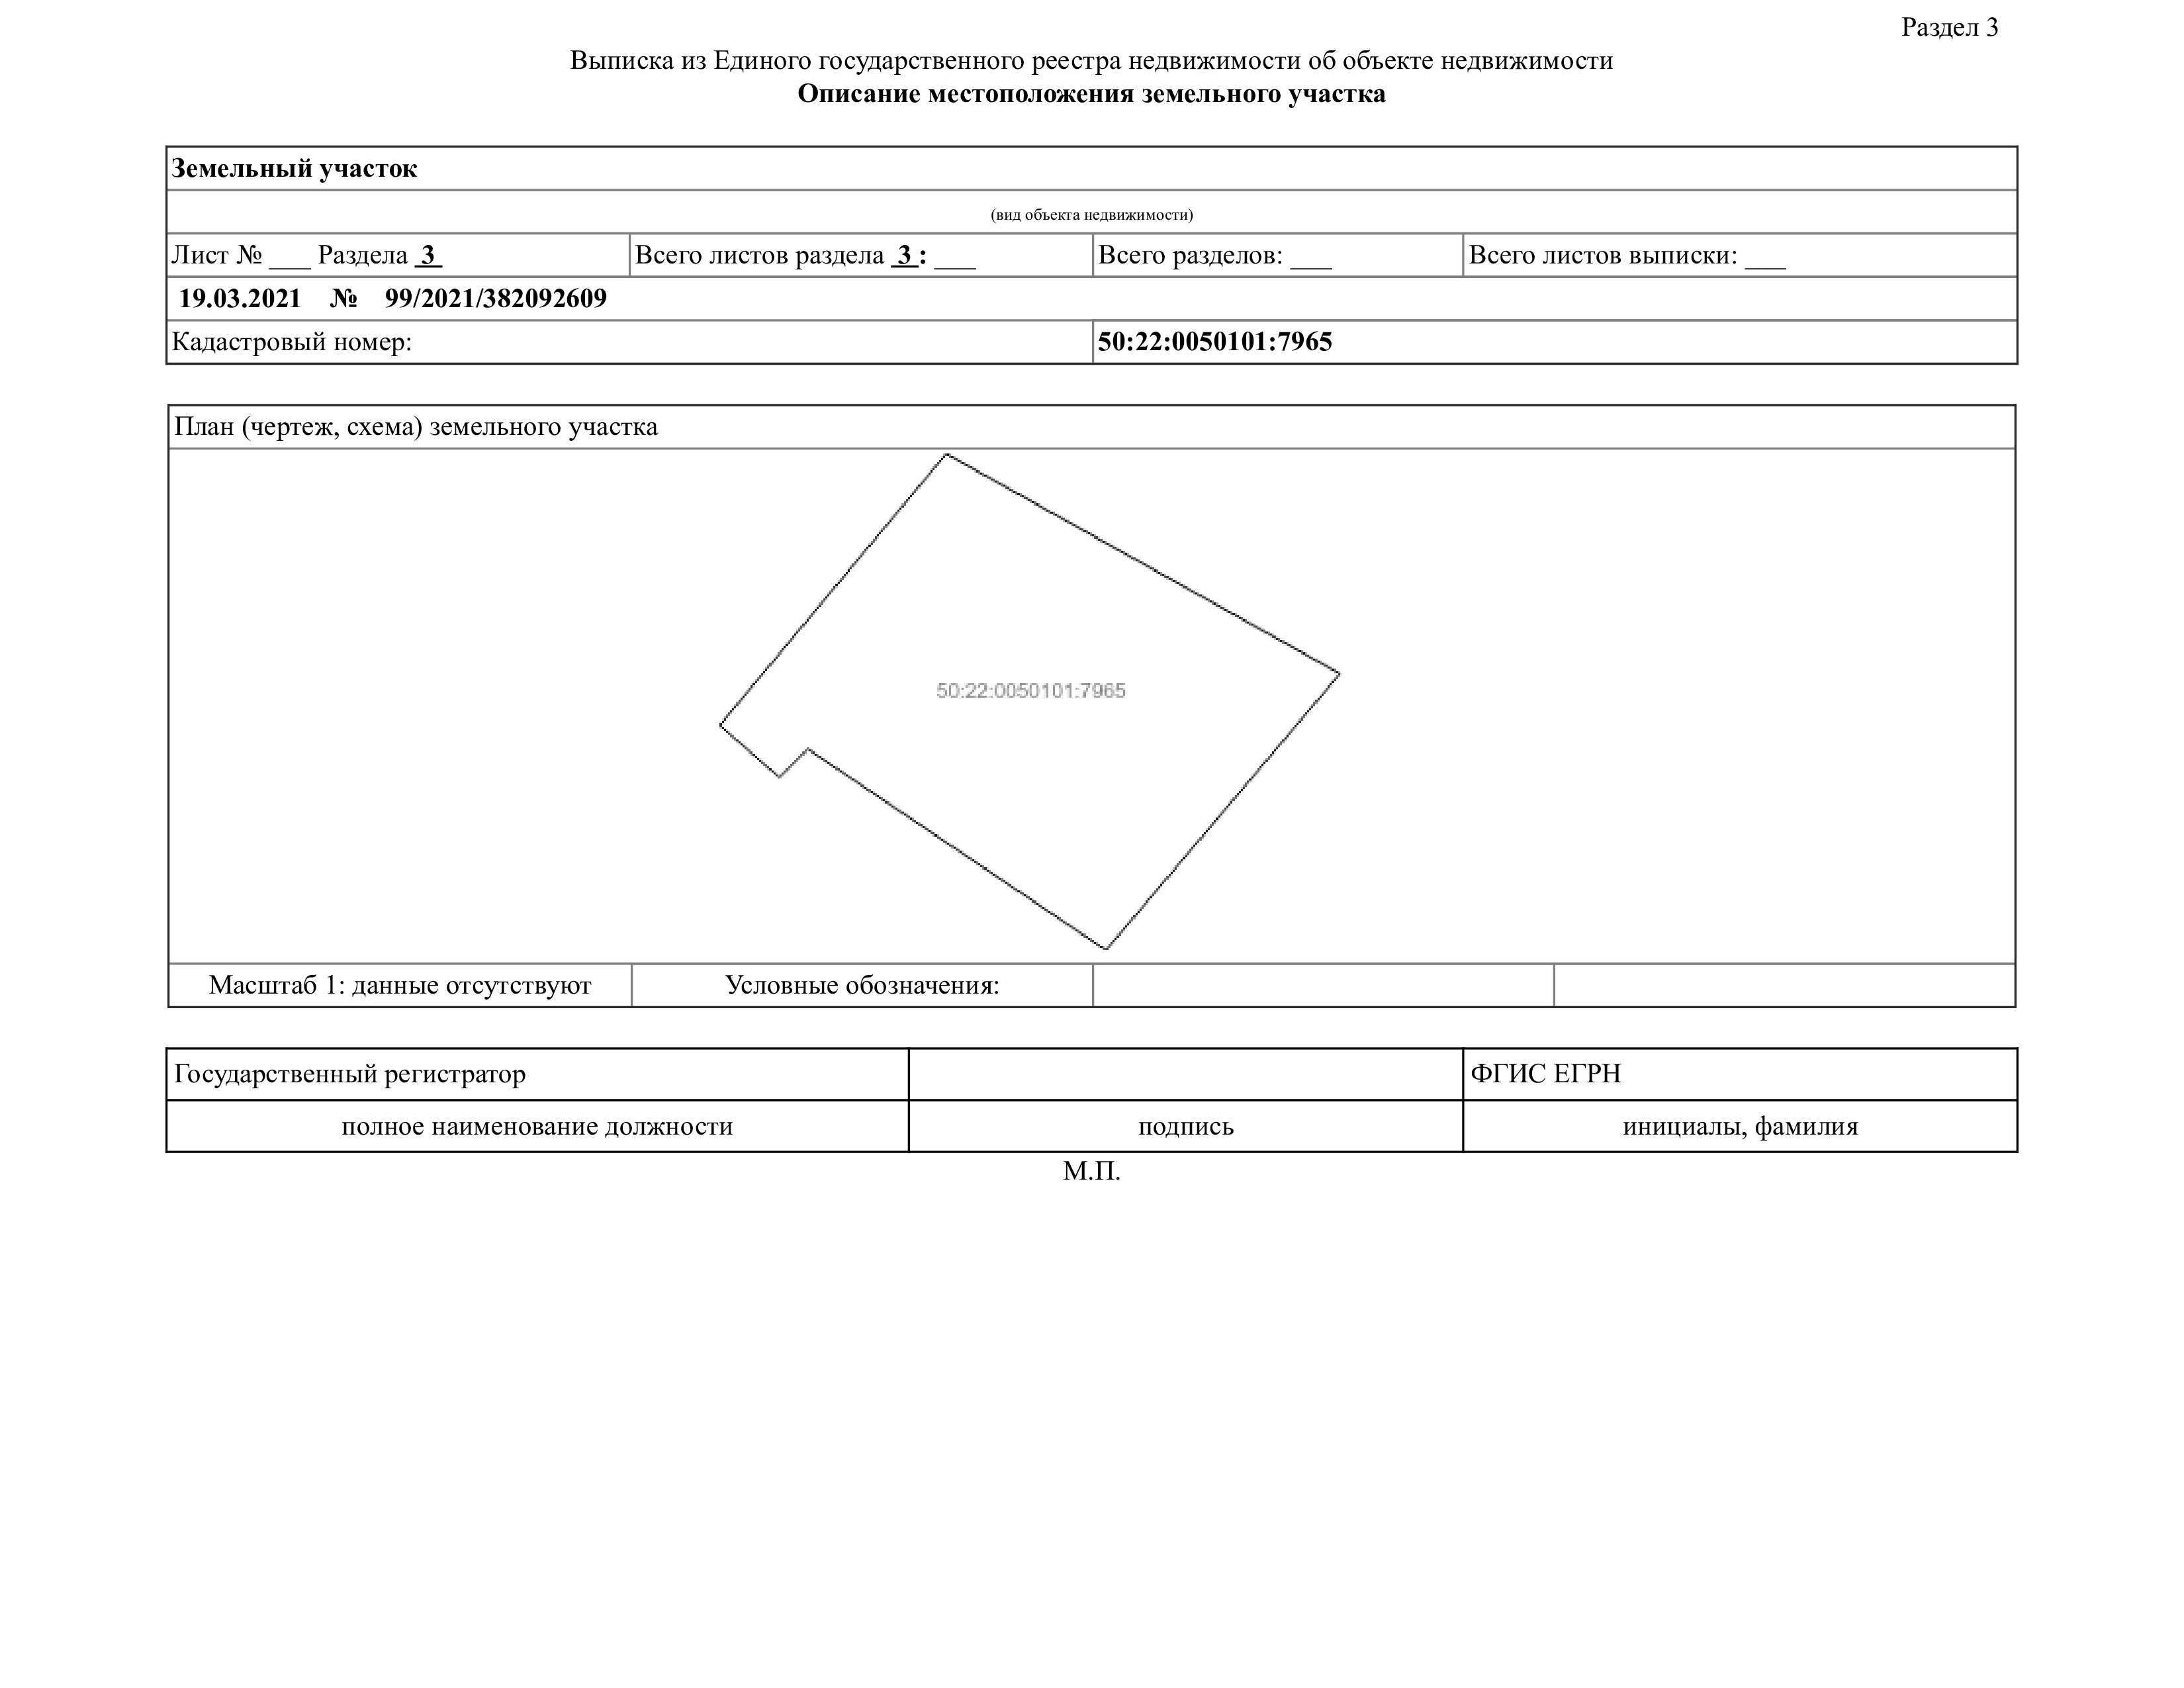 Раздел 3
Выписка из Единого государственного реестра недвижимости об объекте недвижимости
Описание местоположения земельного участка
Земельный участок
(вид объекта недвижимости)
Лист № ___ Раздела 3 Всего листов раздела 3 : ___ Всего разделов: ___ Всего листов выписки: ___
19.03.2021 № 99/2021/382092609
Кадастровый номер: 50:22:0050101:7965
План (чертеж, схема) земельного участка
50:22:0050101:7965
Масштаб 1: данные отсутствуют Условные обозначения:
Государственный регистратор ФГИС ЕГРН
полное наименование должности подпись инициалы, фамилия
М.П.